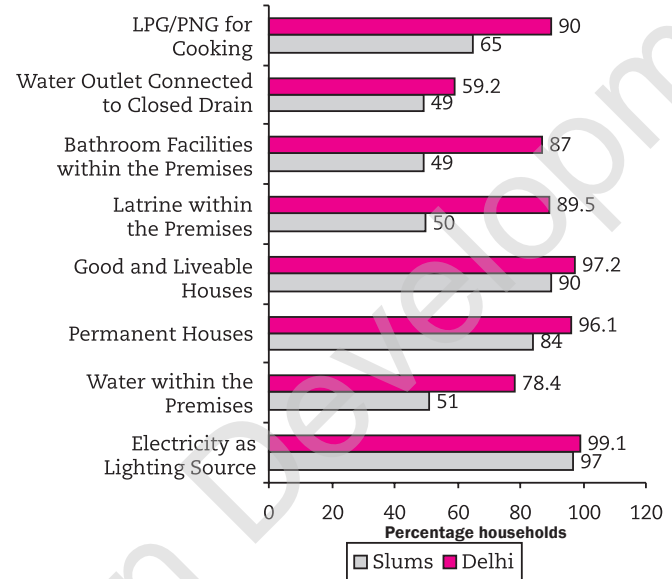 LPG/PNG for
Cooking
90
65
Water Outlet Connected
to Closed Drain
59.2
49
Bathroom Facilities
within the Premises
87
49
Latrine within
the Premises
89.5
50
Good and Liveable
Houses
97.2
90
Permanent Houses
96.1
84
Water within the
Premises
78.4
51
Electricity as
Lighting Source
99.1
97
0 20 40 60 80 100 120
Percentage households
Slums Delhi